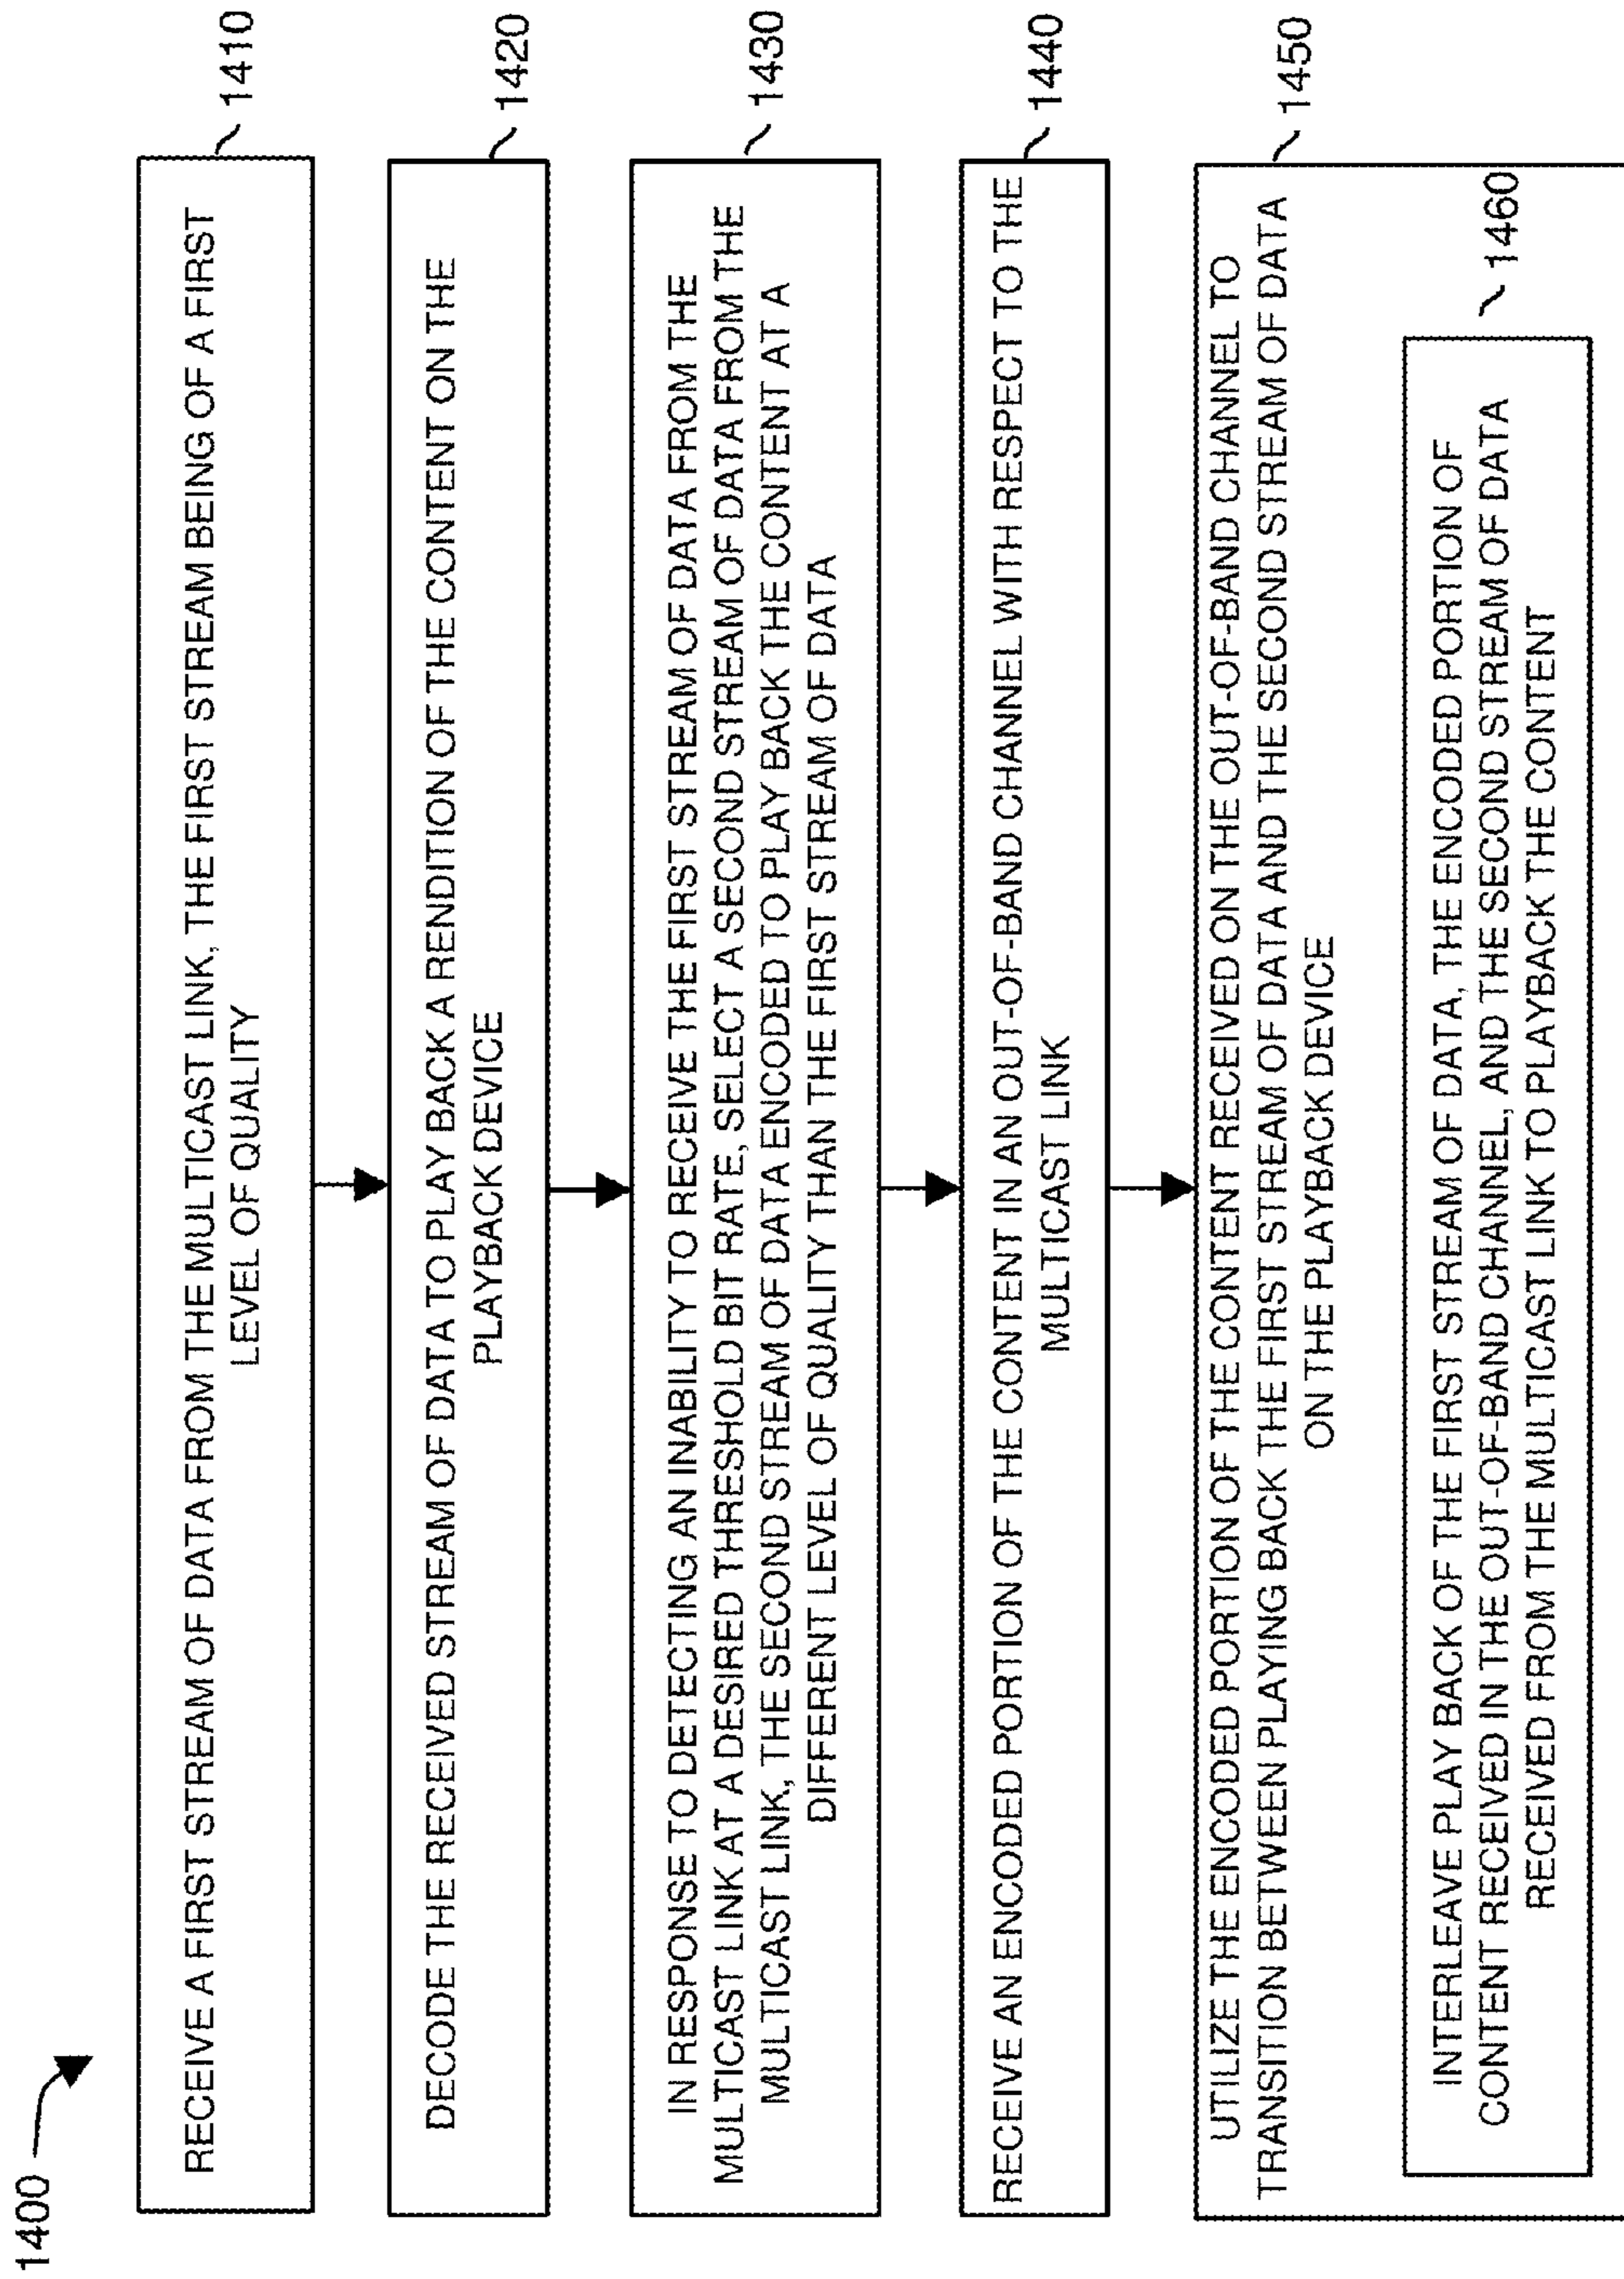 1400
RECEIVE A FIRST STREAM OF DATA FROM THE MULTICAST LINK, THE FIRST STREAM BEING OF A FIRST
LEVEL OF QUALITY
1410
DECODE THE RECEIVED STREAM OF DATA TO PLAY BACK A RENDITION OF THE CONTENT ON THE
PLAYBACK DEVICE
1420
IN RESPONSE TO DETECTING AN INABILITY TO RECEIVE THE FIRST STREAM OF DATA FROM THE
MULTICAST LINK AT A DESIRED THRESHOLD BIT RATE, SELECT A SECOND STREAM OF DATA FROM THE
MULTICAST LINK, THE SECOND STREAM OF DATA ENCODED TO PLAY BACK THE CONTENT AT A
DIFFERENT LEVEL OF QUALITY THAN THE FIRST STREAM OF DATA
1430
RECEIVE AN ENCODED PORTION OF THE CONTENT IN AN OUT-OF-BAND CHANNEL WITH RESPECT TO THE
MULTICAST LINK
1440
UTILIZE THE ENCODED PORTION OF THE CONTENT RECEIVED ON THE OUT-OF-BAND CHANNEL TO
TRANSITION BETWEEN PLAYING BACK THE FIRST STREAM OF DATA AND THE SECOND STREAM OF DATA
ON THE PLAYBACK DEVICE
1450
INTERLEAVE PLAY BACK OF THE FIRST STREAM OF DATA, THE ENCODED PORTION OF
CONTENT RECEIVED IN THE OUT-OF-BAND CHANNEL, AND THE SECOND STREAM OF DATA
RECEIVED FROM THE MULTICAST LINK TO PLAYBACK THE CONTENT
1460